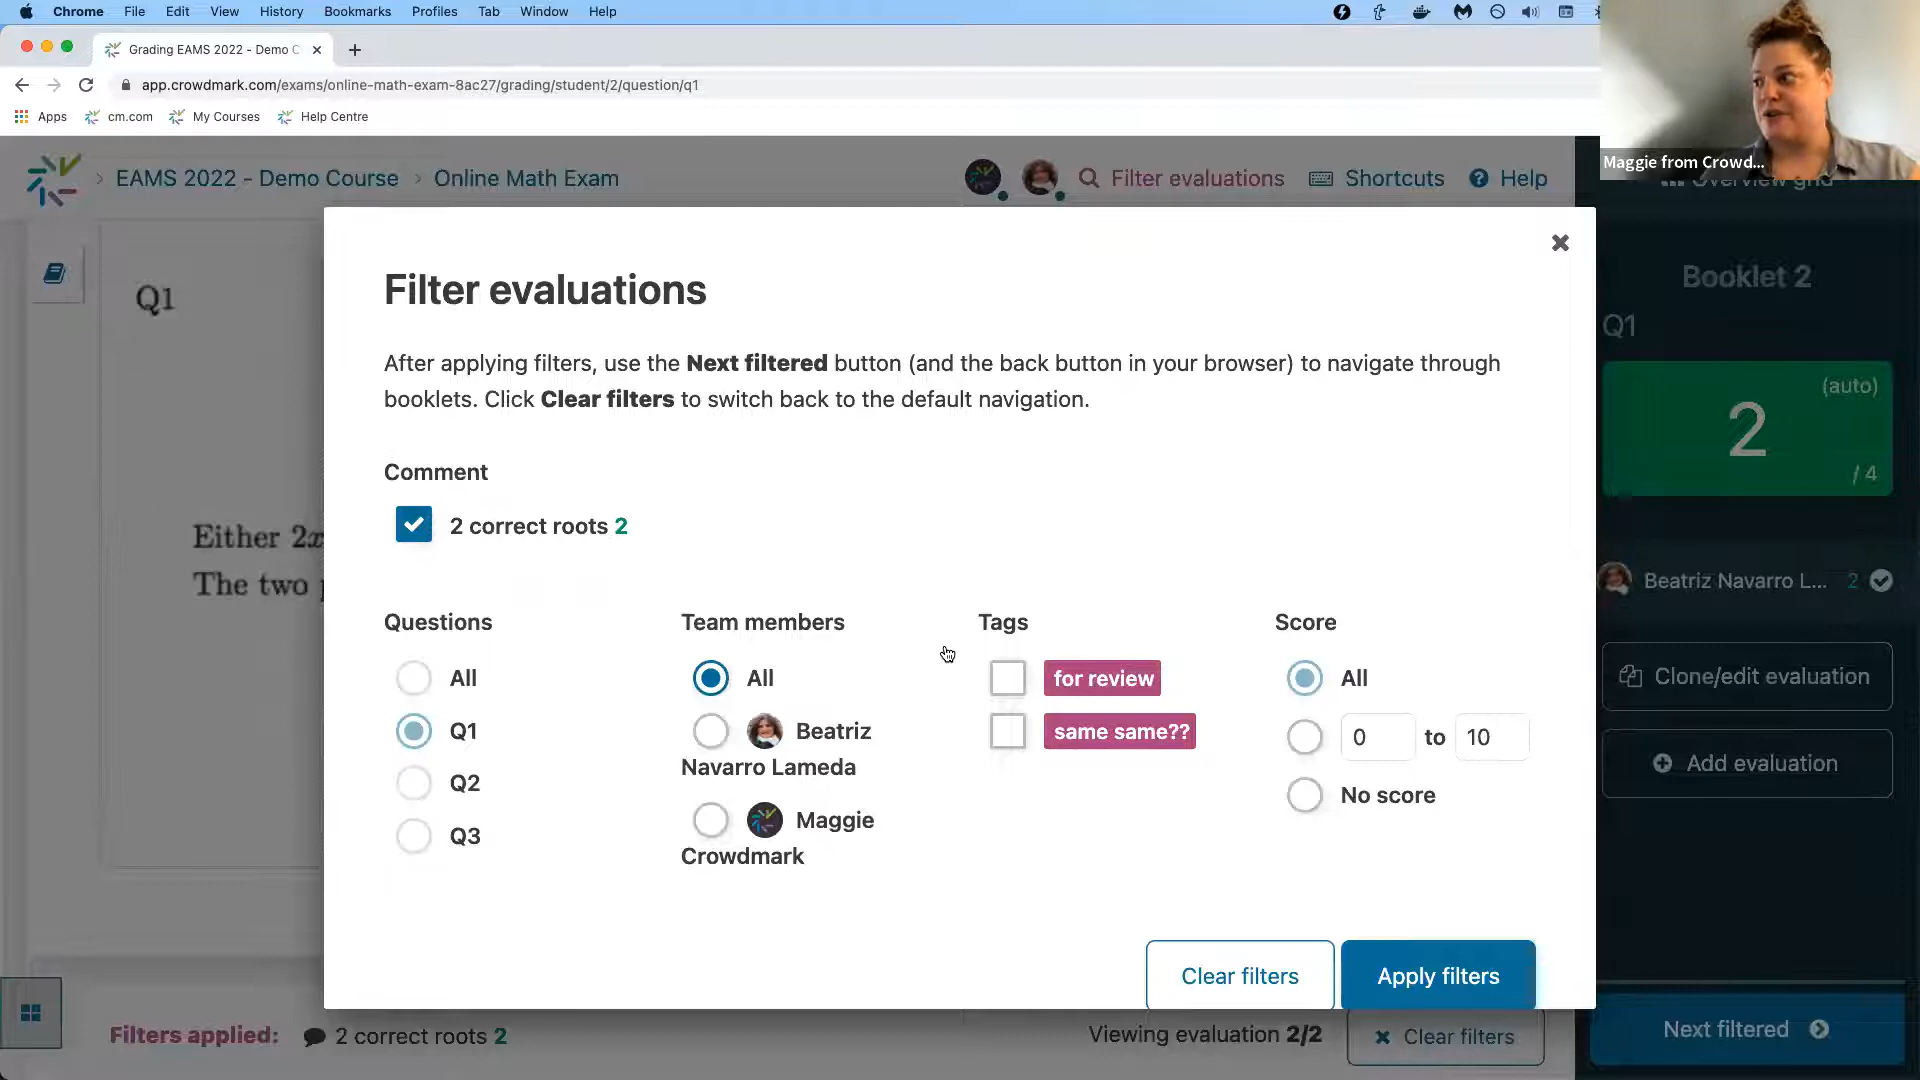 Chrome File Edit View History Bookmarks Profiles Tab Window Help
Grading EAMS 2022 - Demo C
app.crowdmark.com/exams/online-math-exam-8ac27/grading/student/2/question/q1
Apps cm.com My Courses Help Centre
Maggie from Crowd...
EAMS 2022 - Demo Course > Online Math Exam
Filter evaluations Shortcuts Help
Overview grid
Q1
Either 2x
The two
Filter evaluations
After applying filters, use the Next filtered button (and the back button in your browser) to navigate through
booklets. Click Clear filters to switch back to the default navigation.
Comment
2 correct roots 2
Questions
All
Q1
Q2
Q3
Team members
All
Beatriz
Navarro Lameda
Maggie
Crowdmark
Tags
for review
same same??
Score
All
0 to 10
No score
Clear filters
Apply filters
Booklet 2
Q1
(auto)
2
/ 4
Beatriz Navarro L... 2
Clone/edit evaluation
Add evaluation
Filters applied: 2 correct roots 2
Viewing evaluation 2/2
Clear filters
Next filtered